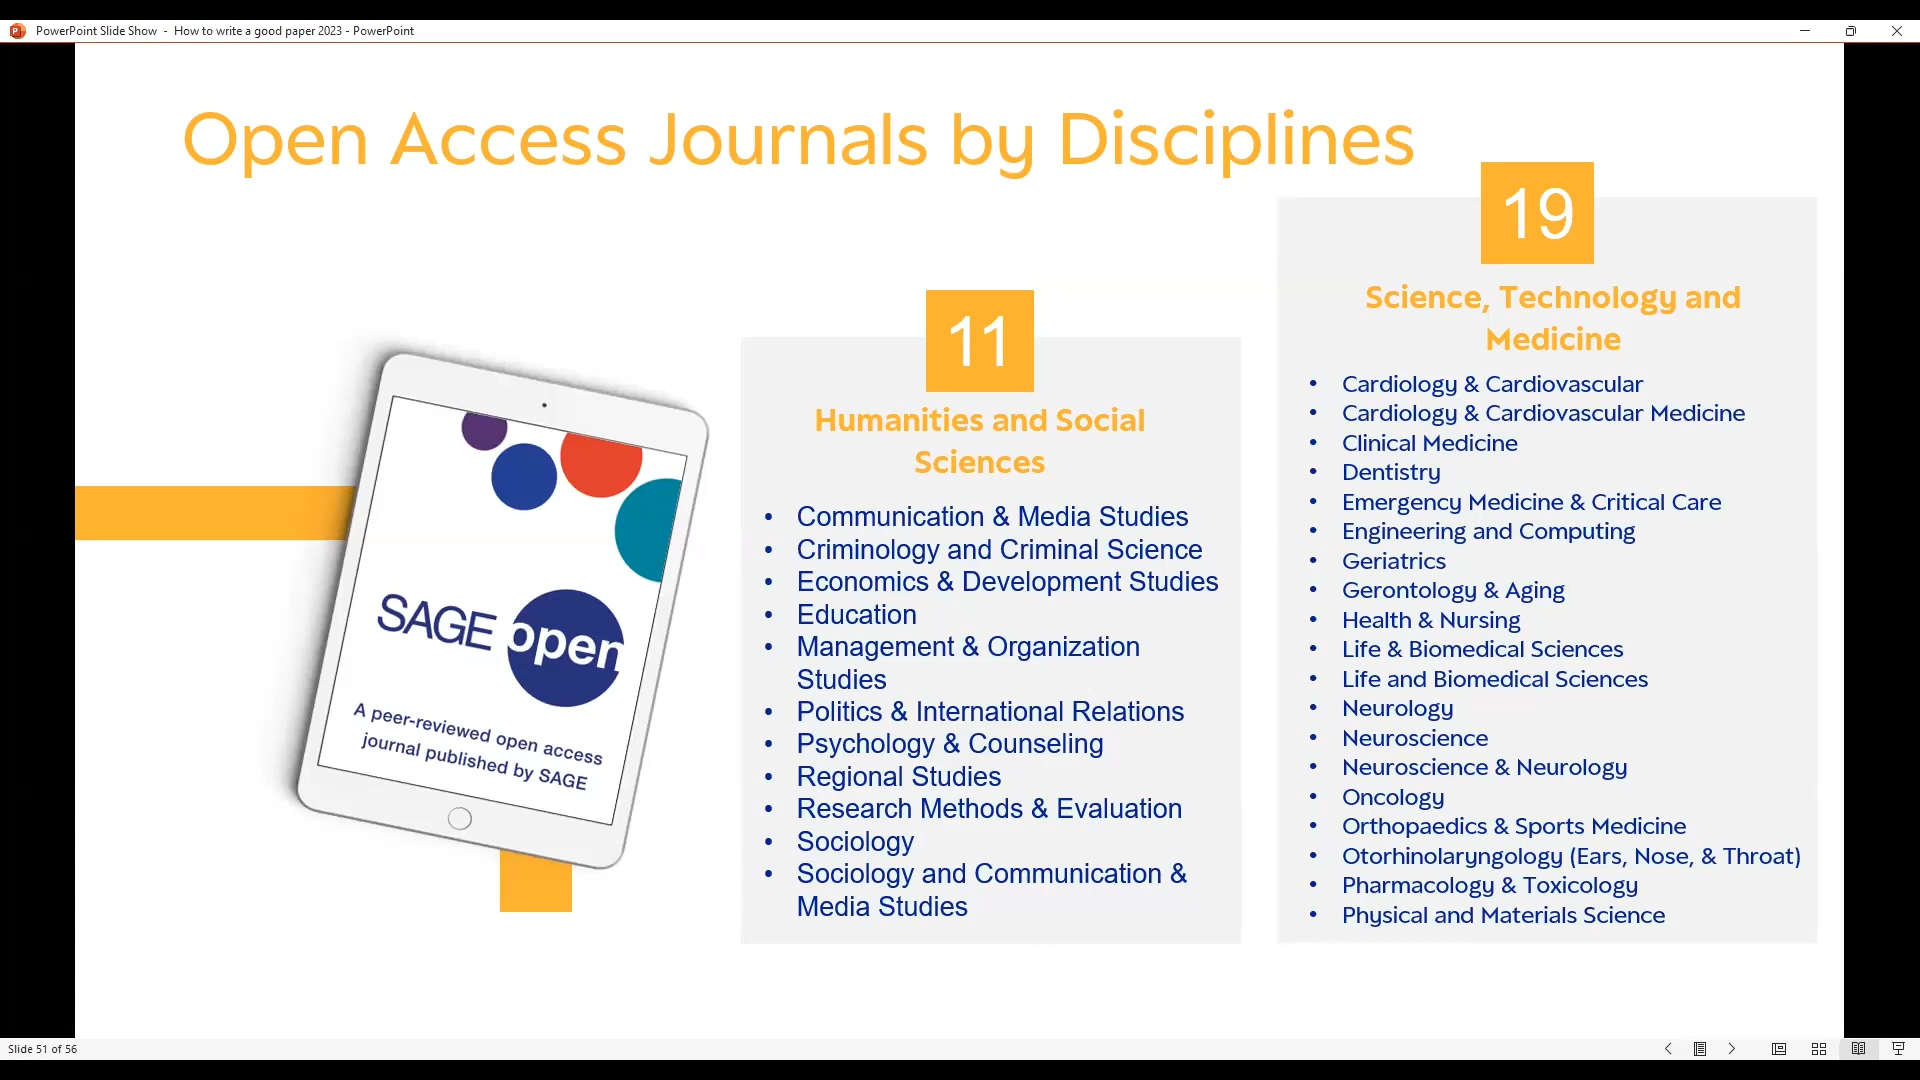 PowerPoint Slide Show - How to write a good paper 2023 - PowerPoint
Open Access Journals by Disciplines
SAGE open
A peer-reviewed open access
journal published by SAGE
11
Humanities and Social
Sciences
• Communication & Media Studies
• Criminology and Criminal Science
• Economics & Development Studies
• Education
• Management & Organization
Studies
• Politics & International Relations
• Psychology & Counseling
• Regional Studies
• Research Methods & Evaluation
• Sociology
• Sociology and Communication &
Media Studies
19
Science, Technology and
Medicine
• Cardiology & Cardiovascular
• Cardiology & Cardiovascular Medicine
• Clinical Medicine
• Dentistry
• Emergency Medicine & Critical Care
• Engineering and Computing
• Geriatrics
• Gerontology & Aging
• Health & Nursing
• Life & Biomedical Sciences
• Life and Biomedical Sciences
• Neurology
• Neuroscience
• Neuroscience & Neurology
• Oncology
• Orthopaedics & Sports Medicine
• Otorhinolaryngology (Ears, Nose, & Throat)
• Pharmacology & Toxicology
• Physical and Materials Science
Slide 51 of 56